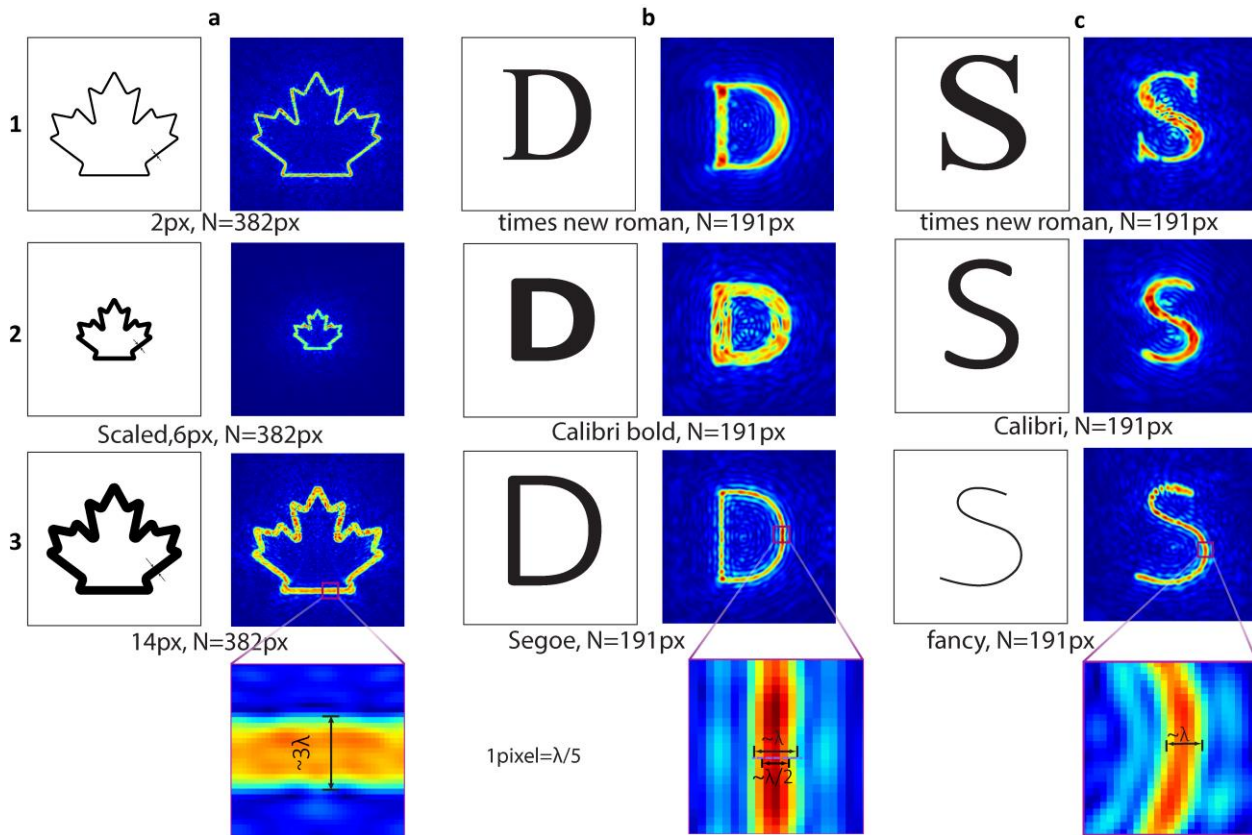 a b c
1
D
S
2px, N=382px times new roman, N=191px times new roman, N=191px
2
D
S
Scaled,6px, N=382px Calibri bold, N=191px Calibri, N=191px
3
D
S
14px, N=382px Segoe, N=191px fancy, N=191px
~3λ
1pixel=λ/5
~λ
~λ/2
~λ